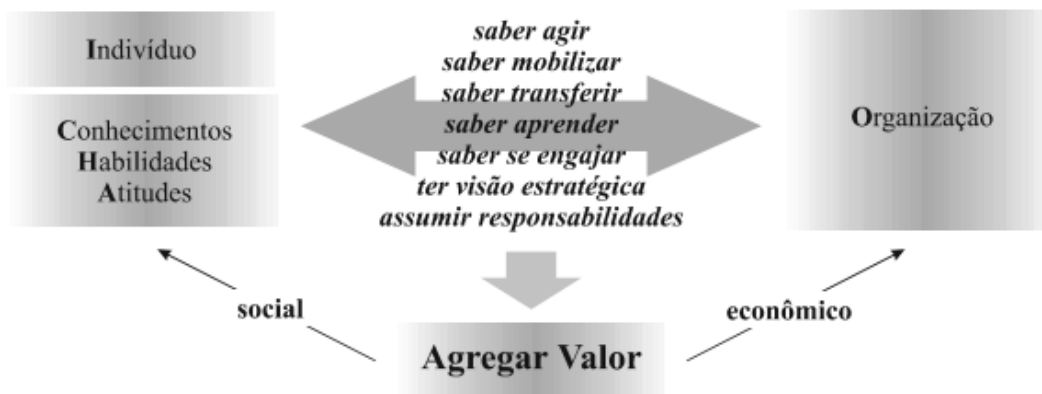 Indivíduo
Conhecimentos
Habilidades
Atitudes
saber agir
saber mobilizar
saber transferir
saber aprender
saber se engajar
ter visão estratégica
assumir responsabilidades
Organização
social
econômico
Agregar Valor